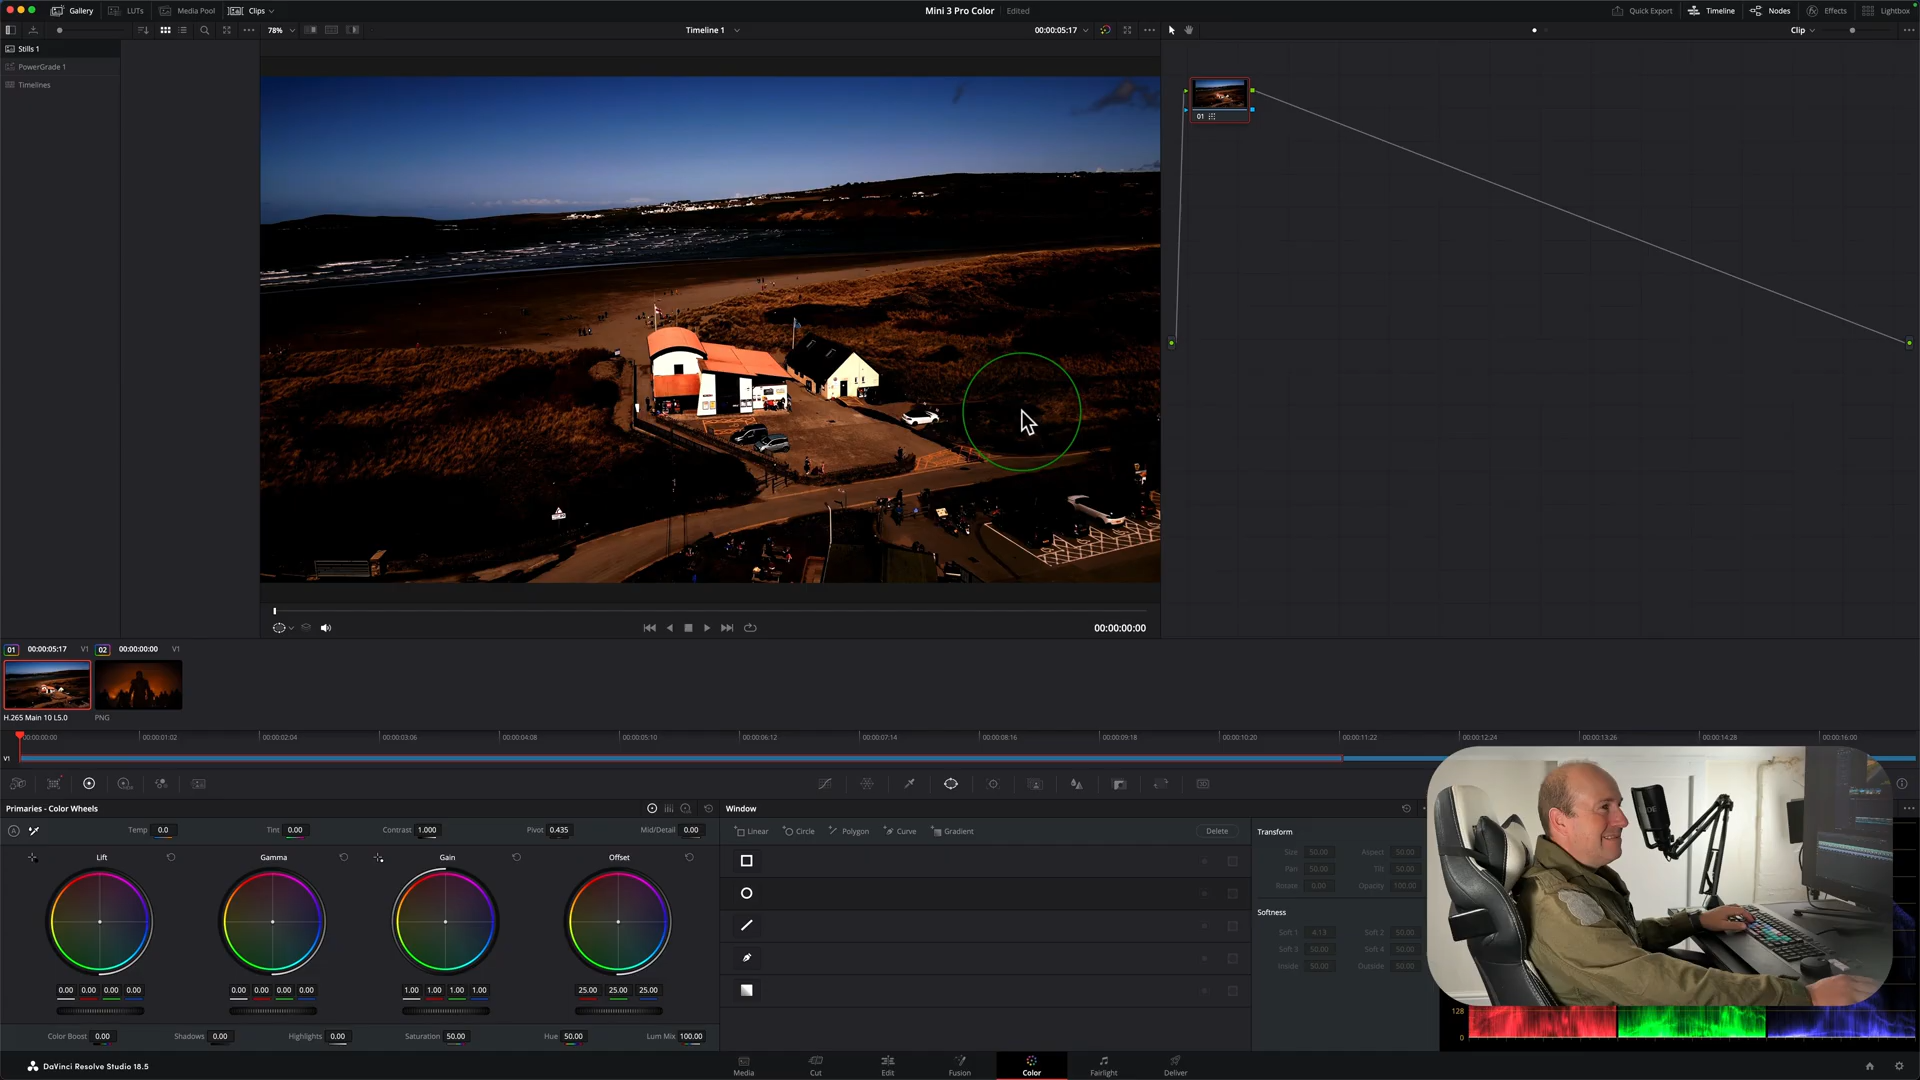 Gallery
LUTs
Media Pool
Clips
Mini 3 Pro Color
Edited
Quick Export
Timeline
Nodes
Effects
Lightbox
78%
Timeline 1
00:00:05:17
Clip
Stills 1
PowerGrade 1
Timelines
01
00:00:00:00
01
00:00:05:17
V1
02
00:00:00:00
V1
H.265 Main 10 L5.0
PNG
00:00:00:00
00:00:01:02
00:00:02:04
00:00:03:06
00:00:04:08
00:00:05:10
00:00:06:12
00:00:07:14
00:00:08:16
00:00:09:18
00:00:10:20
00:00:11:22
00:00:12:24
00:00:13:26
00:00:14:28
00:00:16:00
V1
Primaries - Color Wheels
Window
Temp 0.0
Tint 0.00
Contrast 1.000
Pivot 0.435
Mid/Detail 0.00
Linear
Circle
Polygon
Curve
Gradient
Delete
Transform
Lift
Gamma
Gain
Offset
Size 50.00
Aspect 50.00
Pan 50.00
Tilt 50.00
Rotate 0.00
Opacity 100.00
Softness
Soft 1 4.13
Soft 2 50.00
Soft 3 50.00
Soft 4 50.00
Inside 50.00
Outside 50.00
0.00 0.00 0.00 0.00
0.00 0.00 0.00 0.00
1.00 1.00 1.00 1.00
25.00 25.00 25.00
128
0
Color Boost 0.00
Shadows 0.00
Highlights 0.00
Saturation 50.00
Hue 50.00
Lum Mix 100.00
DaVinci Resolve Studio 18.5
Media
Cut
Edit
Fusion
Color
Fairlight
Deliver